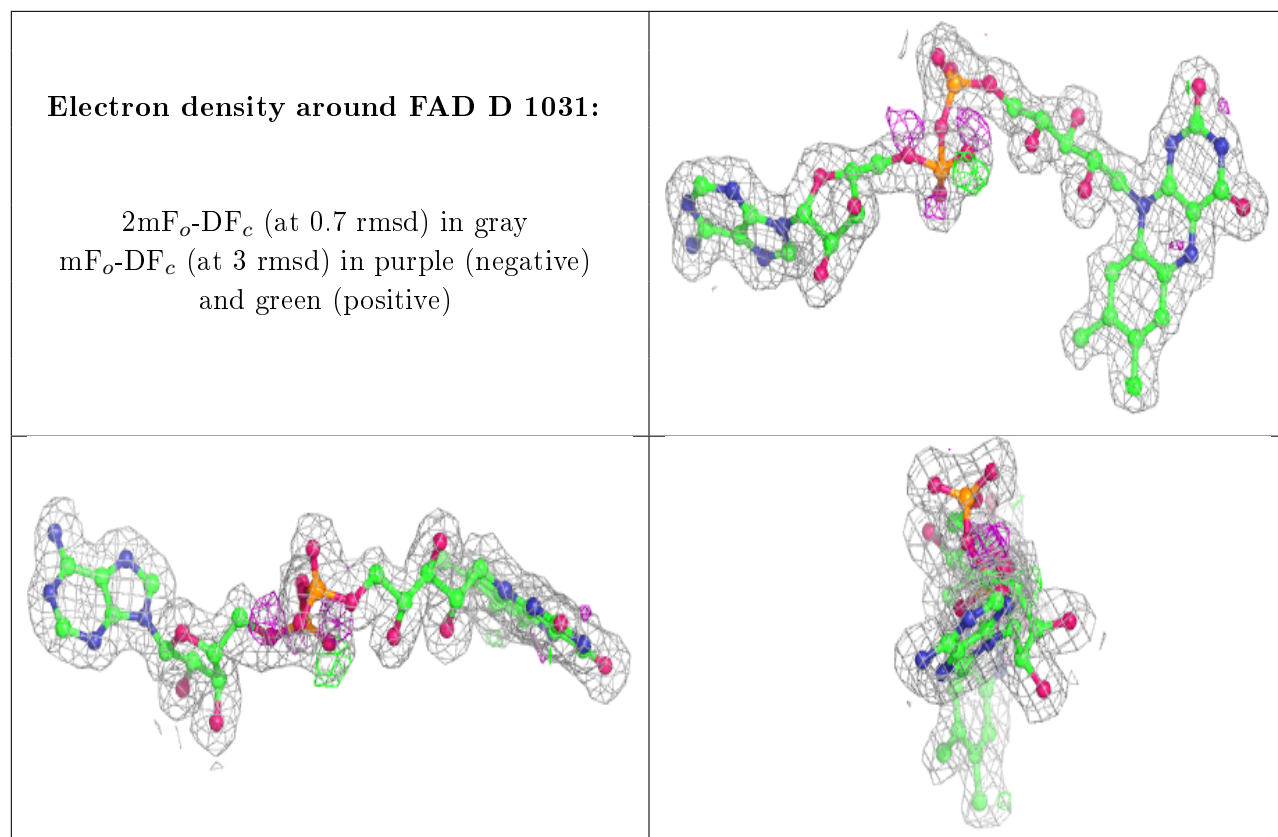 Electron density around FAD D 1031:
2mFₒ-DF𝒸 (at 0.7 rmsd) in gray
mFₒ-DF𝒸 (at 3 rmsd) in purple (negative)
and green (positive)